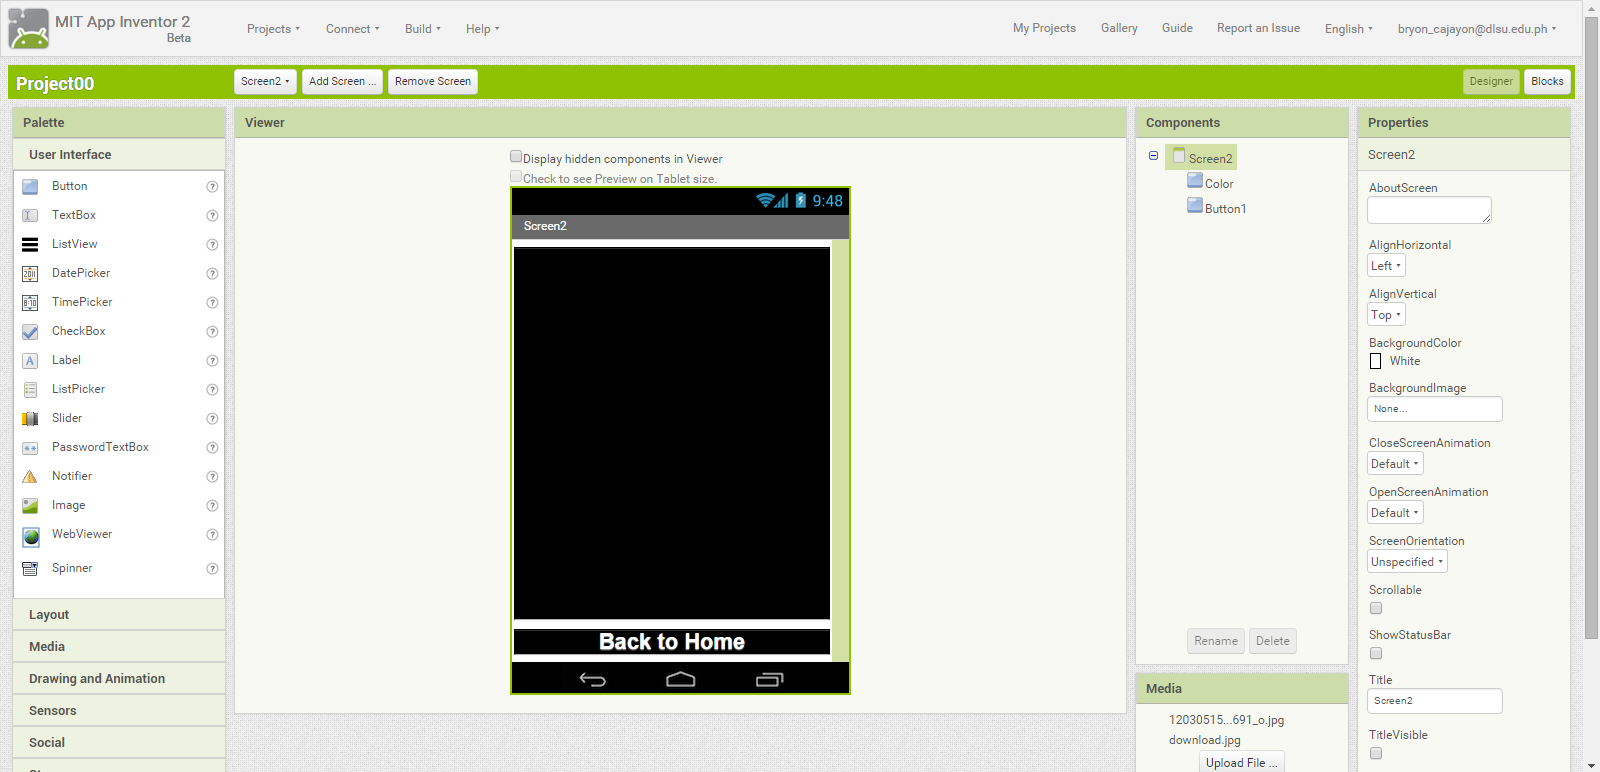 MIT App Inventor 2
Beta
Projects Connect Build Help
My Projects Gallery Guide Report an Issue English bryon_cajayon@dlsu.edu.ph
Project00
Screen2 Add Screen ... Remove Screen
Designer Blocks
Palette
User Interface
Button ?
TextBox ?
ListView ?
DatePicker ?
TimePicker ?
CheckBox ?
Label ?
ListPicker ?
Slider ?
PasswordTextBox ?
Notifier ?
Image ?
WebViewer ?
Spinner ?
Layout
Media
Drawing and Animation
Sensors
Social
Viewer
Display hidden components in Viewer
Check to see Preview on Tablet size.
9:48
Screen2
Back to Home
Components
Screen2
Color
Button1
Rename Delete
Media
12030515...691_o.jpg
download.jpg
Upload File ...
Properties
Screen2
AboutScreen
AlignHorizontal
Left
AlignVertical
Top
BackgroundColor
White
BackgroundImage
None...
CloseScreenAnimation
Default
OpenScreenAnimation
Default
ScreenOrientation
Unspecified
Scrollable
ShowStatusBar
Title
Screen2
TitleVisible